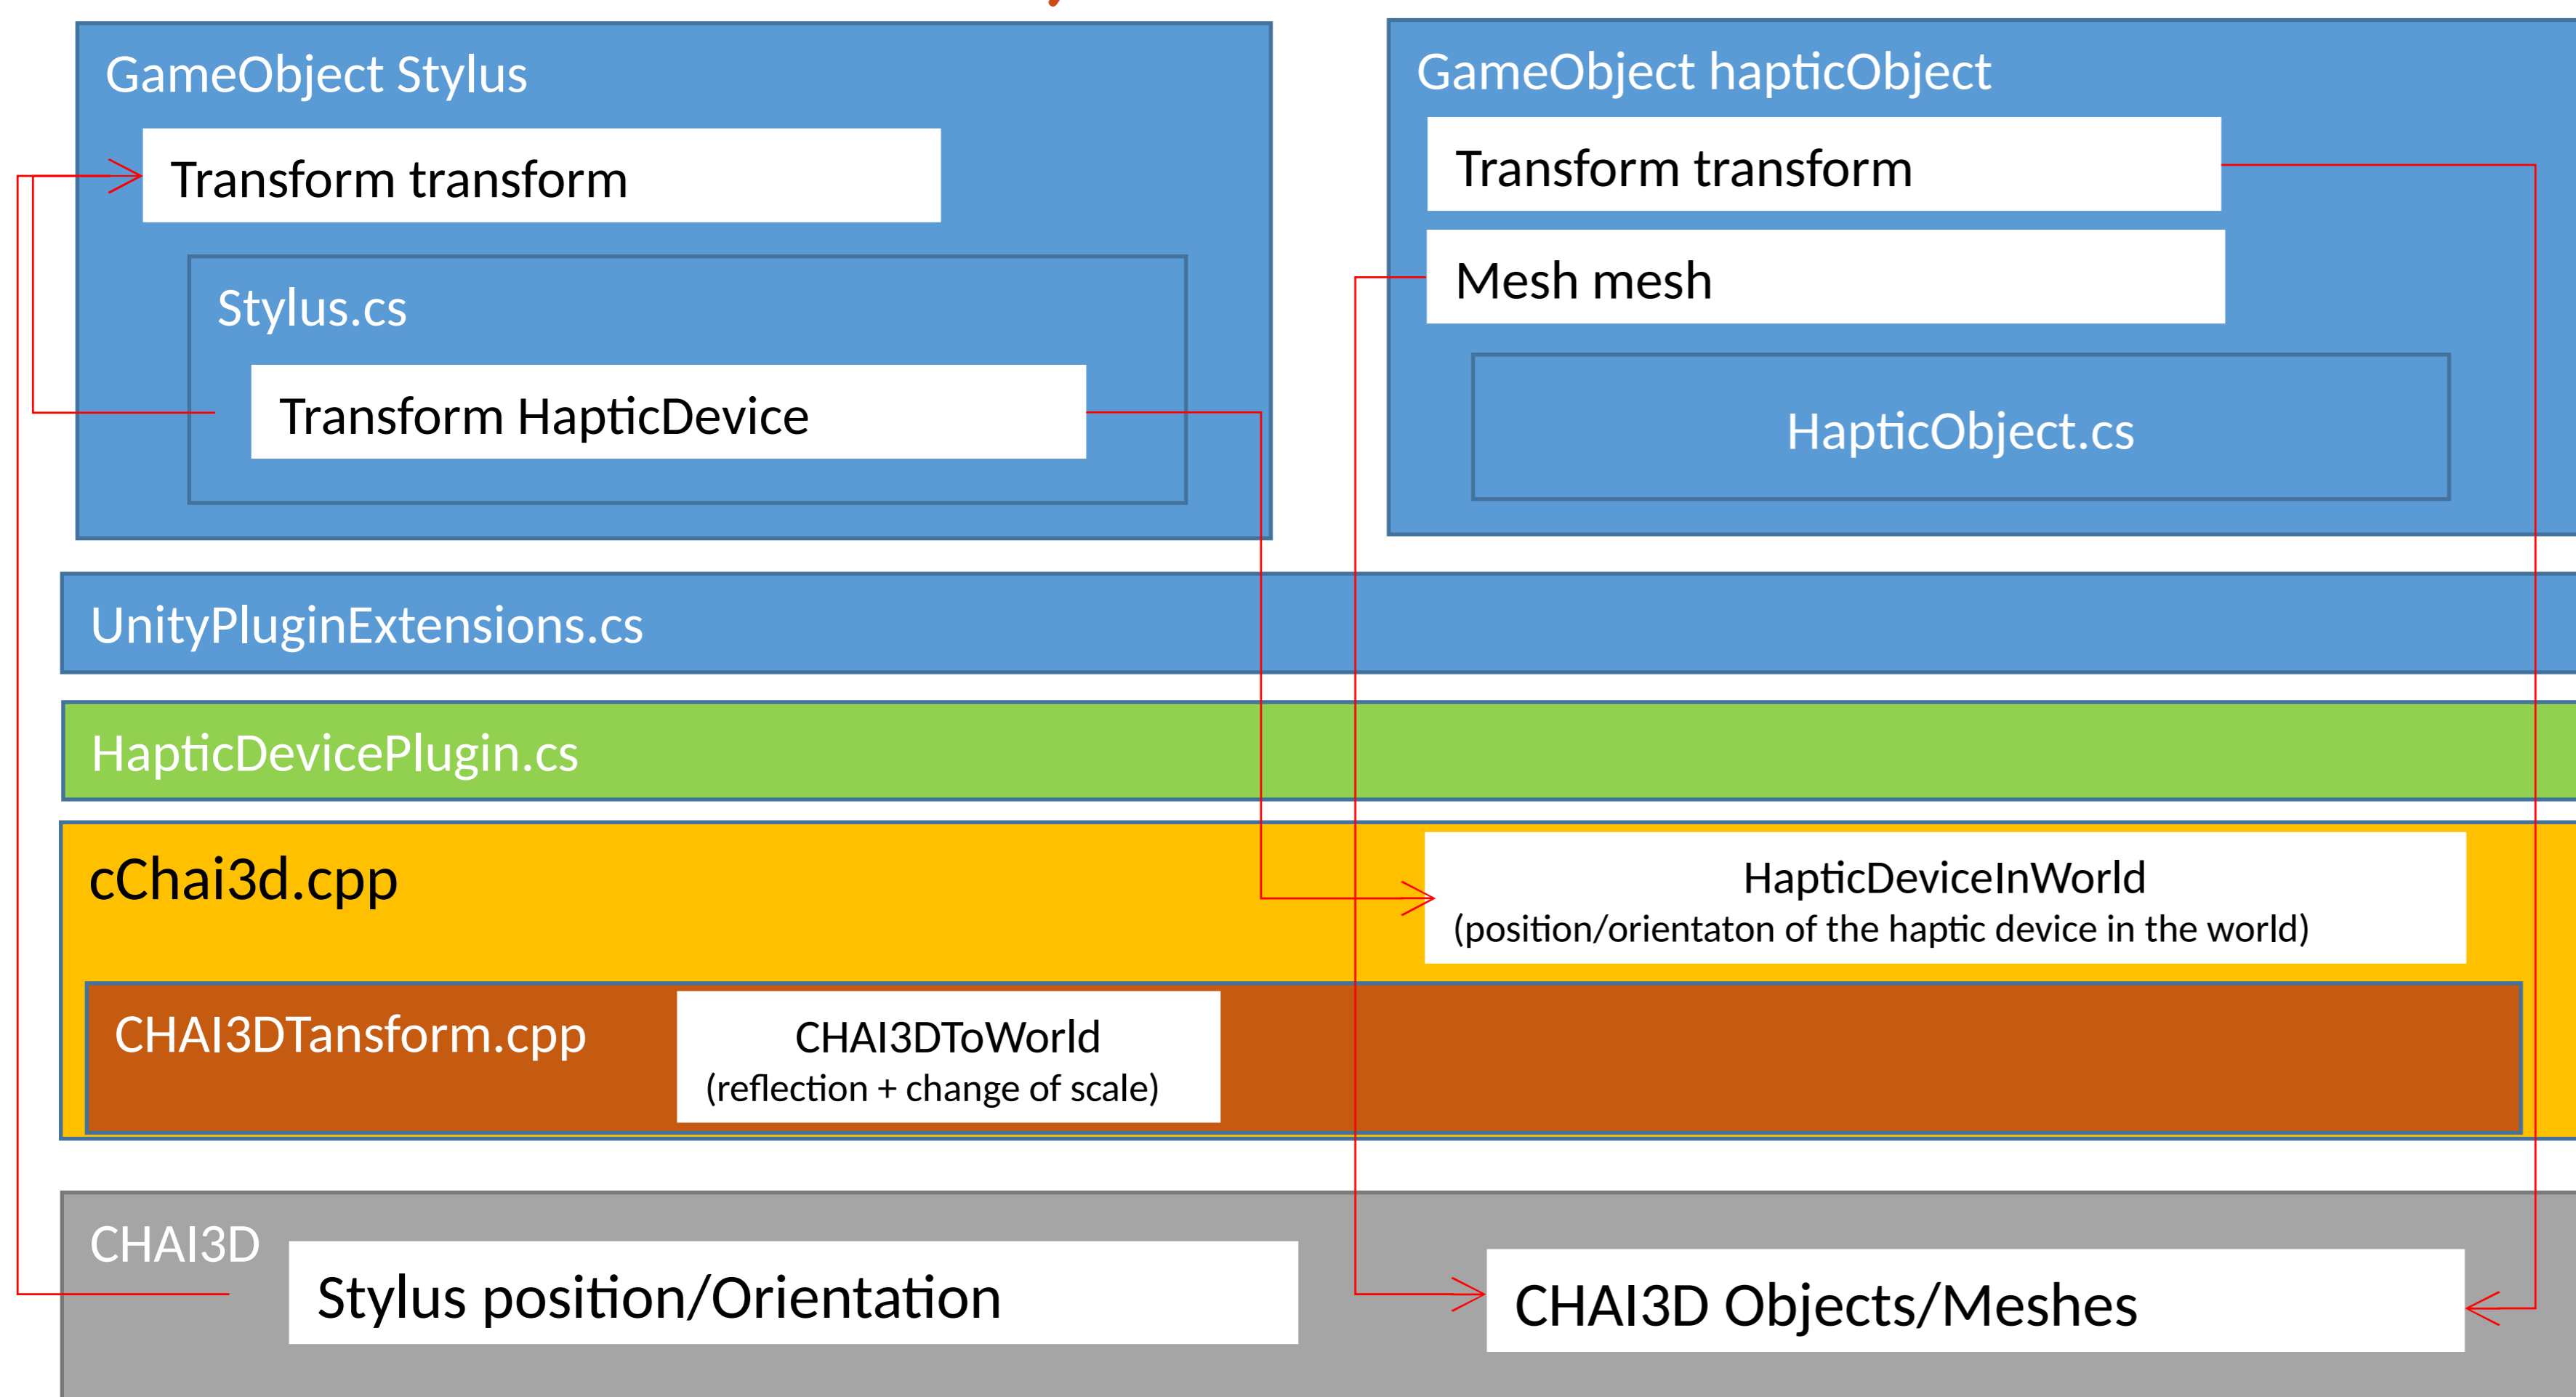 GameObject Stylus
Transform transform
Stylus.cs
Transform HapticDevice
GameObject hapticObject
Transform transform
Mesh mesh
HapticObject.cs
UnityPluginExtensions.cs
HapticDevicePlugin.cs
cChai3d.cpp
HapticDeviceInWorld
(position/orientaton of the haptic device in the world)
CHAI3DTansform.cpp
CHAI3DToWorld
(reflection + change of scale)
CHAI3D
Stylus position/Orientation
CHAI3D Objects/Meshes